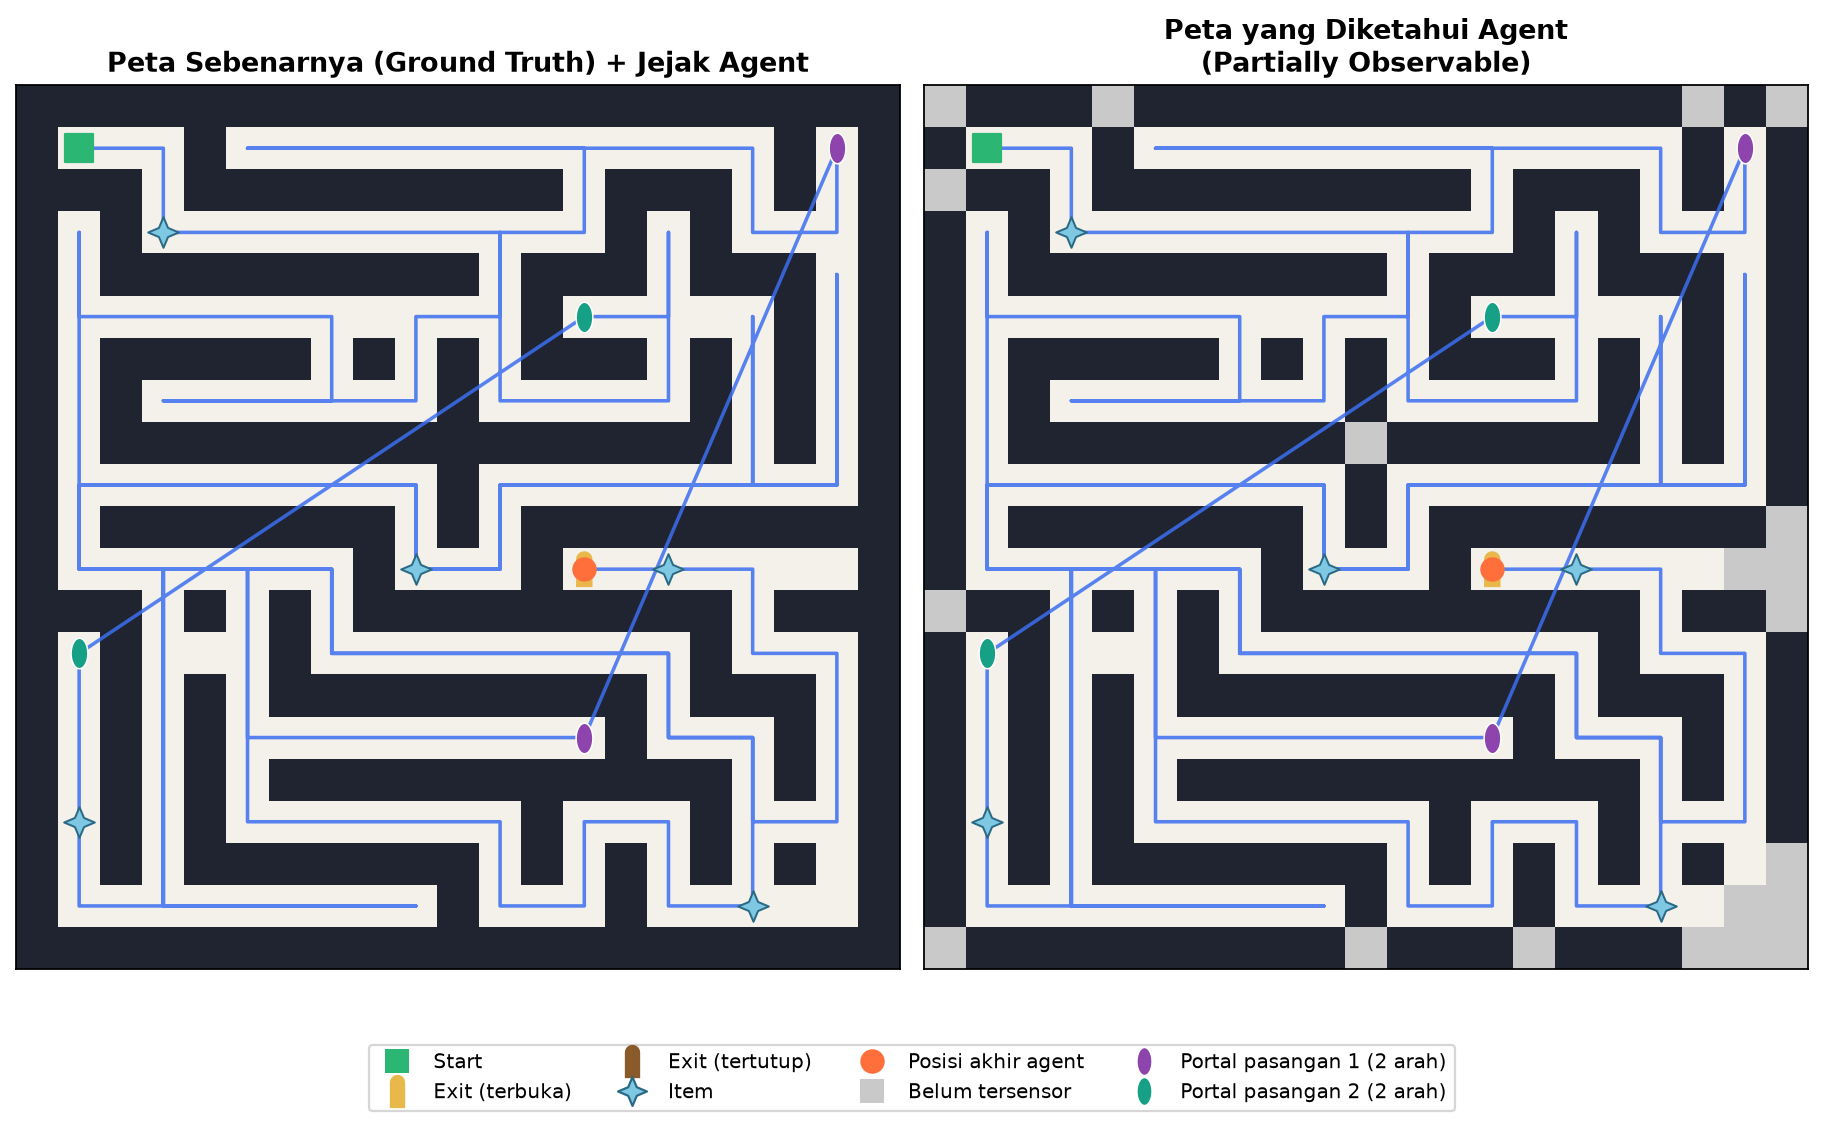 Peta Sebenarnya (Ground Truth) + Jejak Agent
Peta yang Diketahui Agent
(Partially Observable)
Start
Exit (terbuka)
Exit (tertutup)
Item
Posisi akhir agent
Belum tersensor
Portal pasangan 1 (2 arah)
Portal pasangan 2 (2 arah)